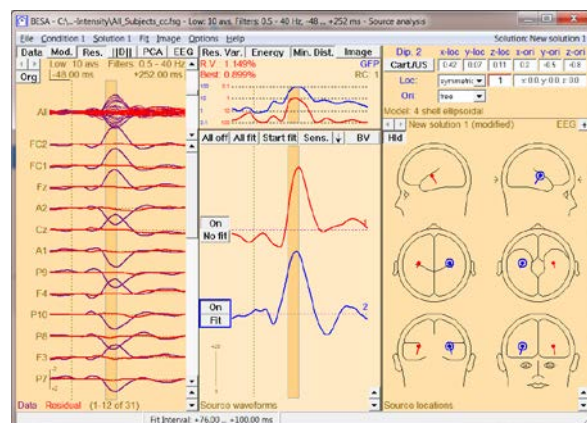 BESA - C:\...-Intensity\All_Subjects_cc.fsg - Low: 10 avs, Filters: 0.5 - 40 Hz, -48 ... +252 ms - Source analysis
File Condition 1 Solution 1 Fit Image Options ? Solution: New solution 1
Data Mod. Res. ||D|| PCA EEG
Low: 10 avs Filters: 0.5 - 40 Hz
Org -48.00 ms +252.00 ms
All
FC2
FC1
Fz
A2
Cz
A1
P9
F4
P10
P8
F3
P7
Data Residual (1-12 of 31)
Res. Var. Energy Min. Dist. Image
R.V. 1.149% GFP
Best: 0.899% RC: 1
All off All fit Start fit Sens. BV
On
No fit
1
On
Fit
2
Source waveforms
Dip. 2 x-loc y-loc z-loc x-ori y-ori z-ori
Cart/US 0.42 0.07 0.11 0.2 -0.5 -0.8
Loc: symmetric 1
Ori: free
Model: 4 shell ellipsoidal
New solution 1 (modified) EEG
Hld
Source locations
Fit Interval: +76.00 ... +100.00 ms